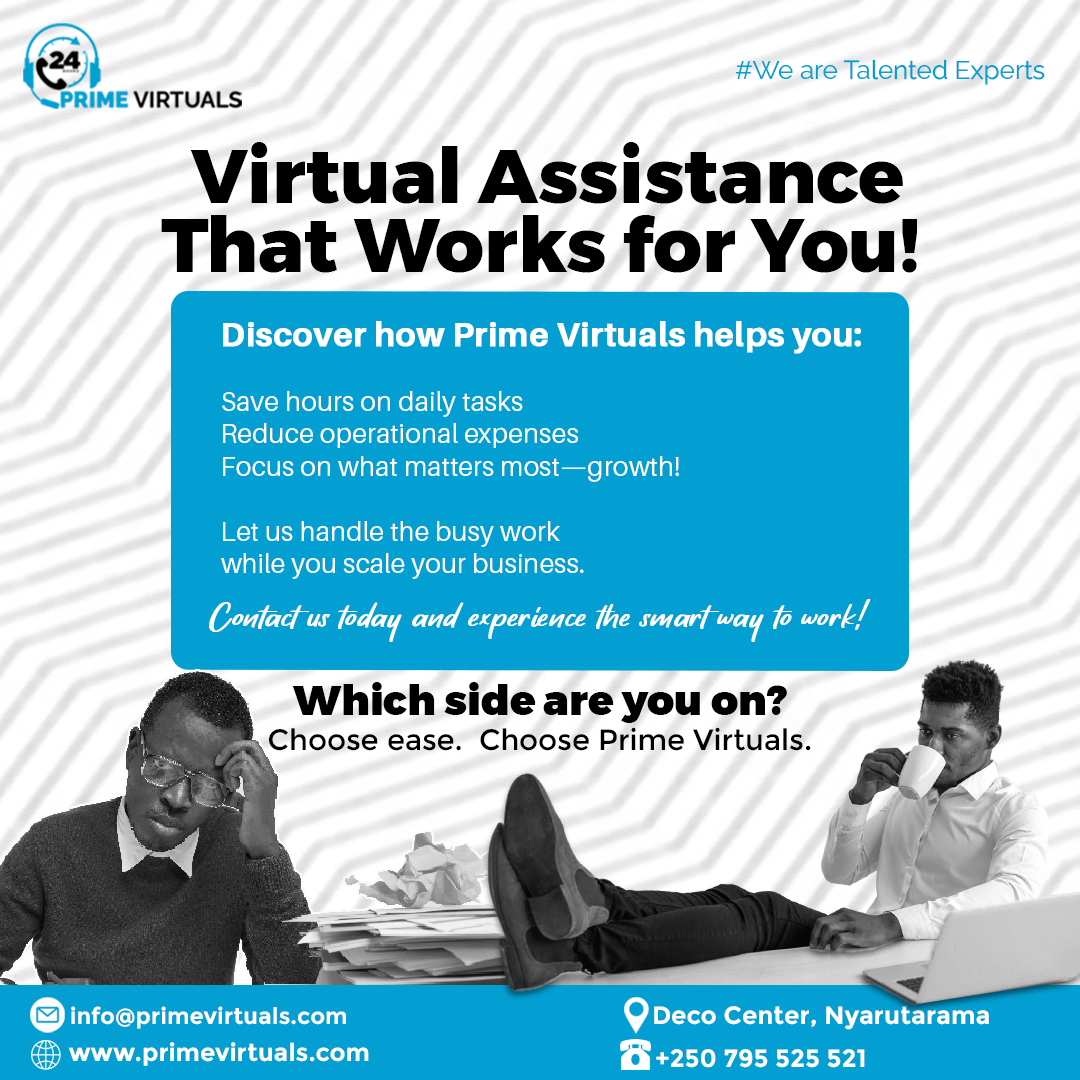 24
HOURS
PRIME VIRTUALS
#We are Talented Experts
Virtual Assistance
That Works for You!
Discover how Prime Virtuals helps you:
Save hours on daily tasks
Reduce operational expenses
Focus on what matters most—growth!
Let us handle the busy work
while you scale your business.
Contact us today and experience the smart way to work!
Which side are you on?
Choose ease. Choose Prime Virtuals.
info@primevirtuals.com
www.primevirtuals.com
Deco Center, Nyarutarama
+250 795 525 521